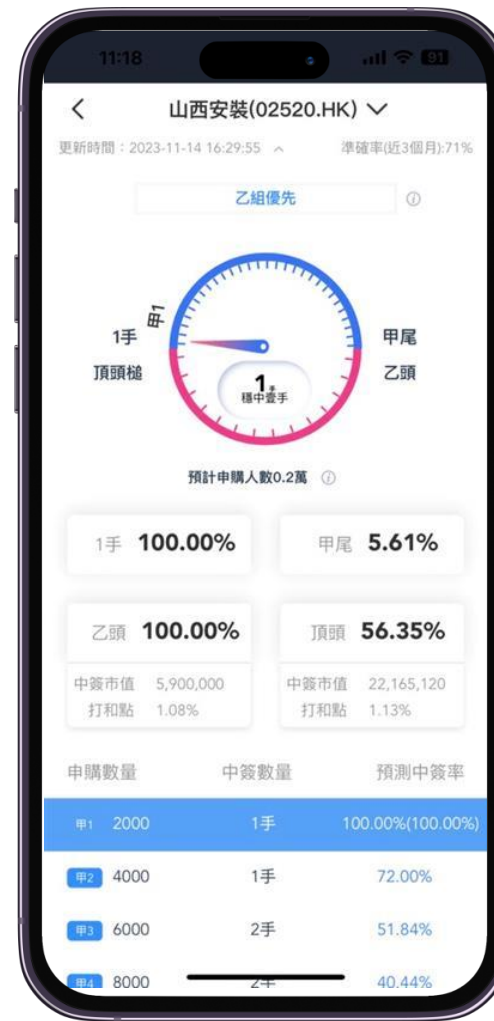 11:18
91
山西安裝(02520.HK)
更新時間：2023-11-14 16:29:55
準確率(近3個月):71%
乙組優先
甲1
1手
甲尾
頂頭槌
乙頭
1手
穩中壹手
預計申購人數0.2萬
1手 100.00%
甲尾 5.61%
乙頭 100.00%
頂頭 56.35%
中簽市值 5,900,000
中簽市值 22,165,120
打和點 1.08%
打和點 1.13%
申購數量 中簽數量 預測中簽率
甲1 2000 1手 100.00%(100.00%)
甲2 4000 1手 72.00%
甲3 6000 2手 51.84%
甲4 8000 2手 40.44%